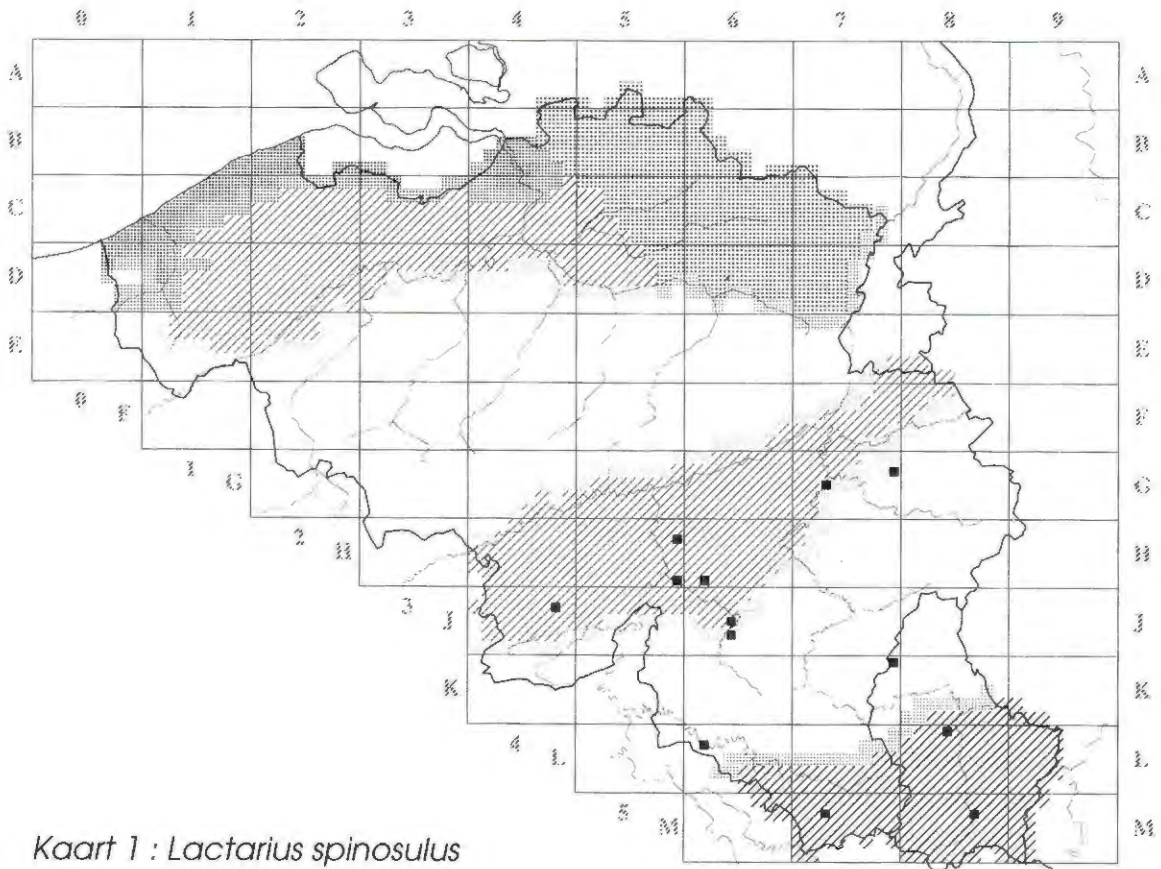 0 1 2 3 4 5 6 7 8 9
A A
B B
C C
D D
E E
0 F F
1 G G
2 H H
3 J J
K K
4 L L
5 M M
Kaart 1 : Lactarius spinosulus